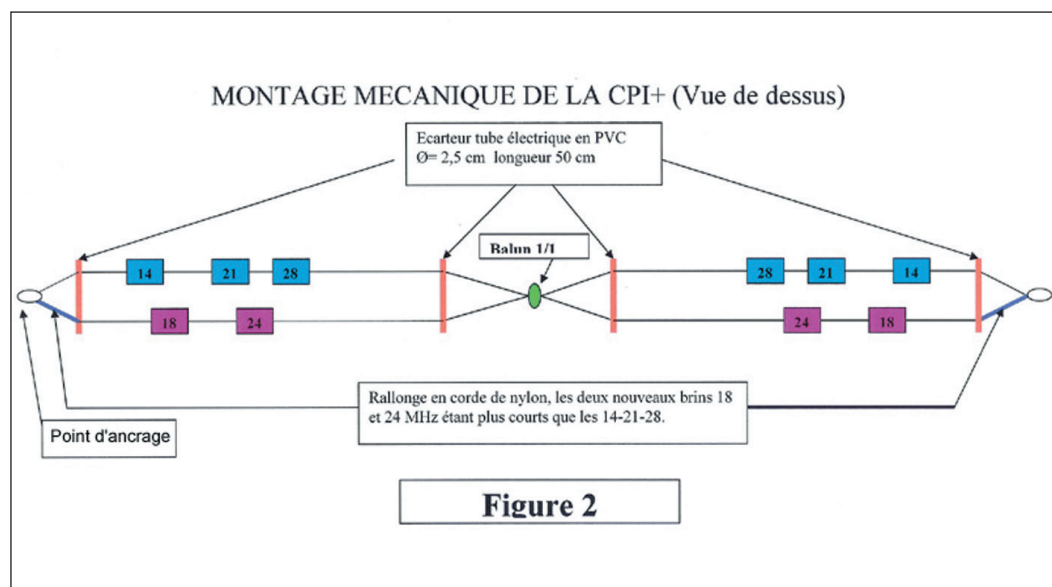 MONTAGE MECANIQUE DE LA CPI+ (Vue de dessus)
Ecarteur tube électrique en PVC
Ø= 2,5 cm longueur 50 cm
Balun 1/1
14 21 28 28 21 14
18 24 24 18
Rallonge en corde de nylon, les deux nouveaux brins 18
et 24 MHz étant plus courts que les 14-21-28.
Point d'ancrage
Figure 2